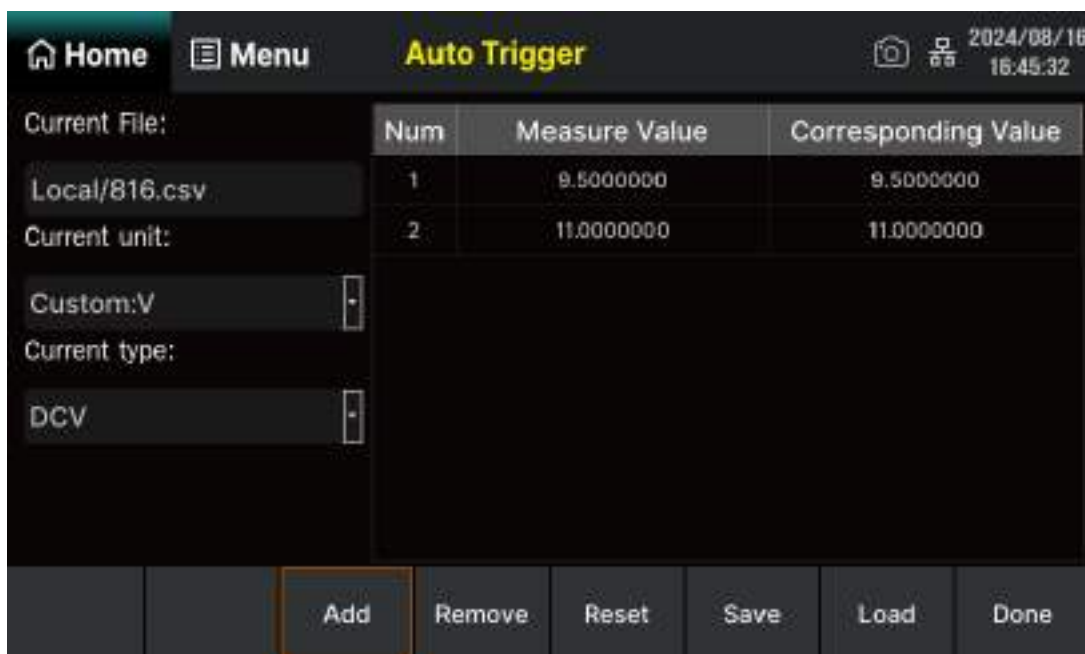 Home Menu Auto Trigger 2024/08/16
16:45:32
Current File:
Local/816.csv
Current unit:
Custom:V
Current type:
DCV
Num Measure Value Corresponding Value
1 9.5000000 9.5000000
2 11.0000000 11.0000000
Add Remove Reset Save Load Done